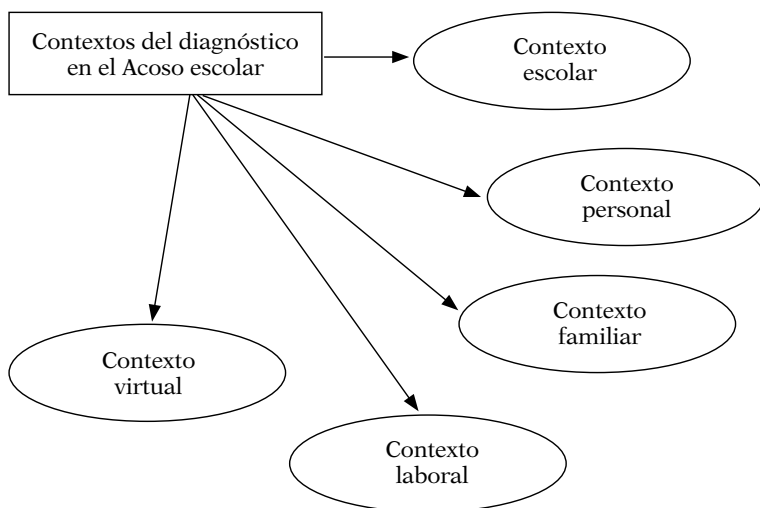 Contextos del diagnóstico
en el Acoso escolar
Contexto
escolar
Contexto
personal
Contexto
familiar
Contexto
virtual
Contexto
laboral